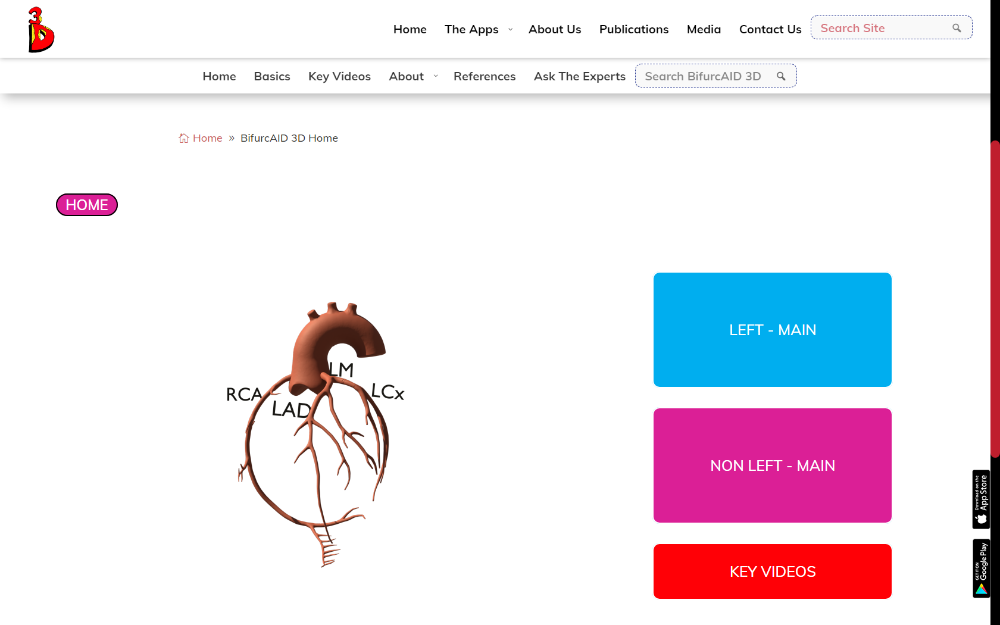 3D
Home The Apps About Us Publications Media Contact Us Search Site
Home Basics Key Videos About References Ask The Experts Search BifurcAID 3D
Home » BifurcAID 3D Home
HOME
LEFT - MAIN
LM
RCA
LCx
LAD
NON LEFT - MAIN
Download on the
App Store
GET IT ON
Google Play
KEY VIDEOS